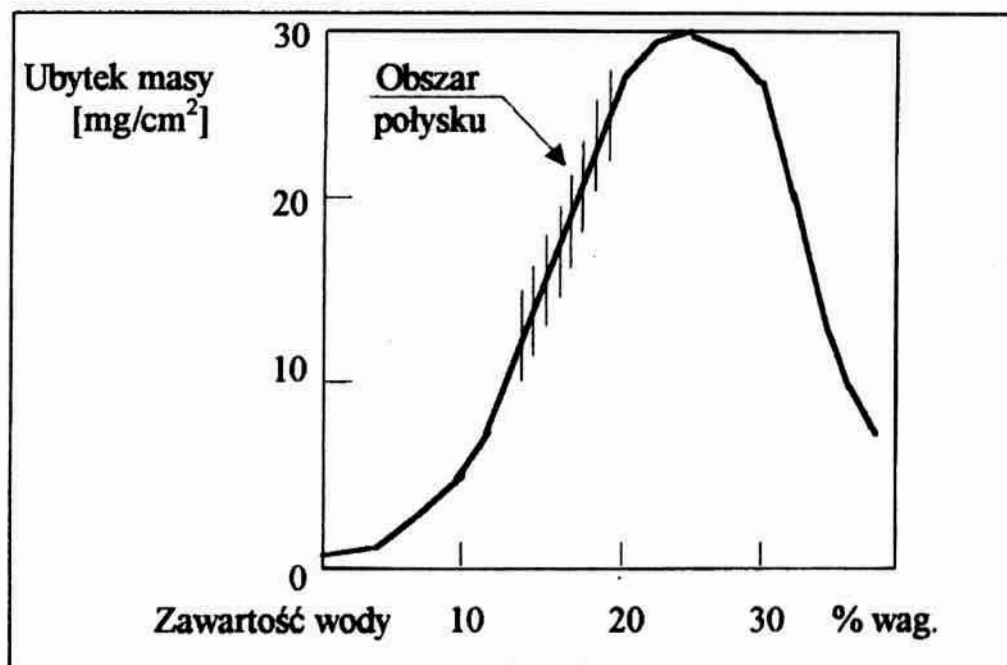 30
Ubytek masy
[mg/cm²]
Obszar
połysku
20
10
0
Zawartość wody 10 20 30 % wag.